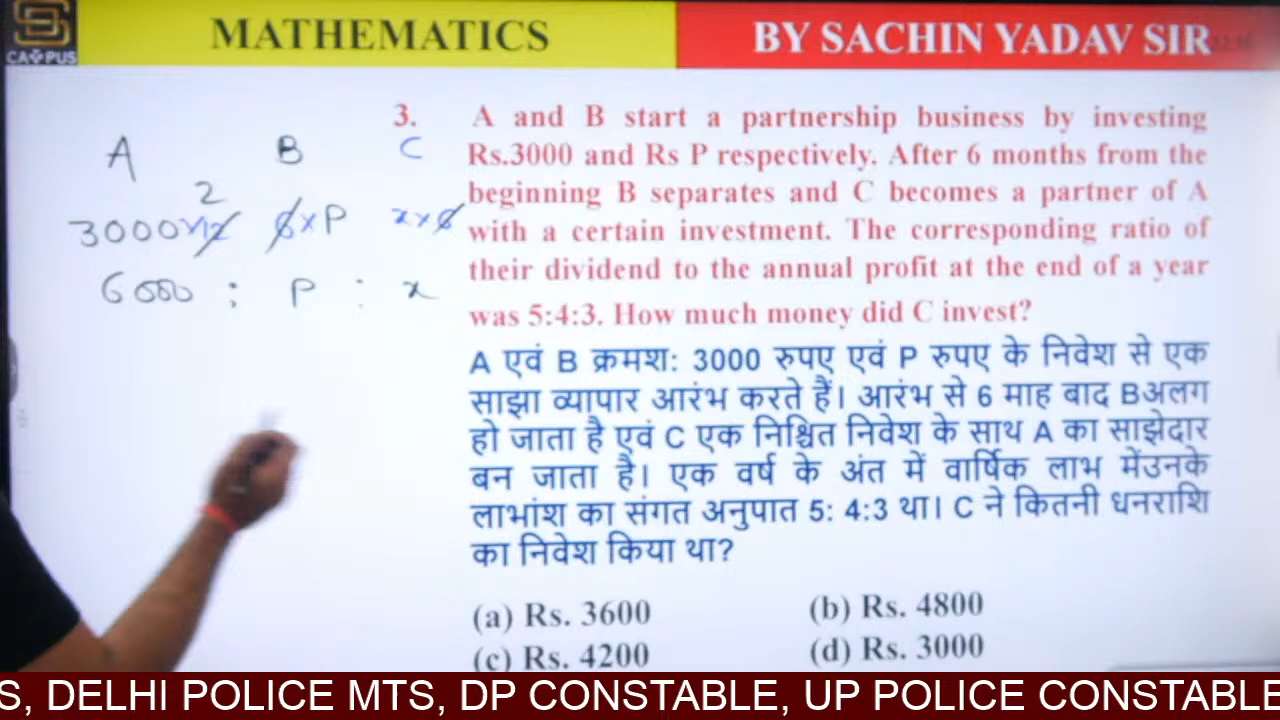 CAMPUS
MATHEMATICS
BY SACHIN YADAV SIR
A B C
2
3000×12 6×P x×6
6000 : P : x
3. A and B start a partnership business by investing
Rs.3000 and Rs P respectively. After 6 months from the
beginning B separates and C becomes a partner of A
with a certain investment. The corresponding ratio of
their dividend to the annual profit at the end of a year
was 5:4:3. How much money did C invest?
A एवं B क्रमश: 3000 रुपए एवं P रुपए के निवेश से एक
साझा व्यापार आरंभ करते हैं। आरंभ से 6 माह बाद Bअलग
हो जाता है एवं C एक निश्चित निवेश के साथ A का साझेदार
बन जाता है। एक वर्ष के अंत में वार्षिक लाभ मेंउनके
लाभांश का संगत अनुपात 5: 4:3 था। C ने कितनी धनराशि
का निवेश किया था?
(a) Rs. 3600 (b) Rs. 4800
(c) Rs. 4200 (d) Rs. 3000
S, DELHI POLICE MTS, DP CONSTABLE, UP POLICE CONSTABLE